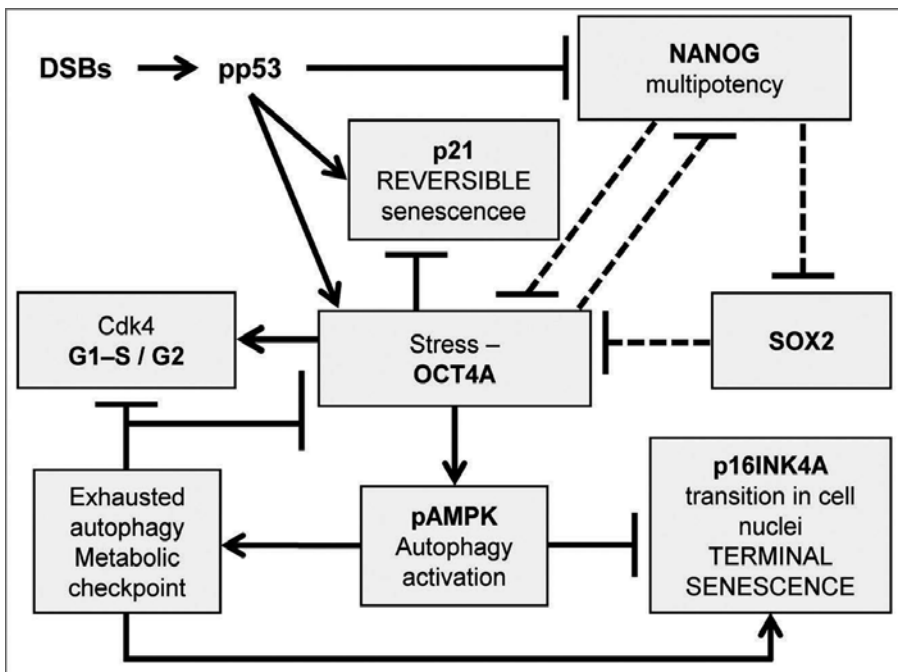 DSBs
pp53
NANOG
multipotency
p21
REVERSIBLE
senescencee
Cdk4
G1–S / G2
Stress –
OCT4A
SOX2
Exhausted
autophagy
Metabolic
checkpoint
pAMPK
Autophagy
activation
p16INK4A
transition in cell
nuclei
TERMINAL
SENESCENCE